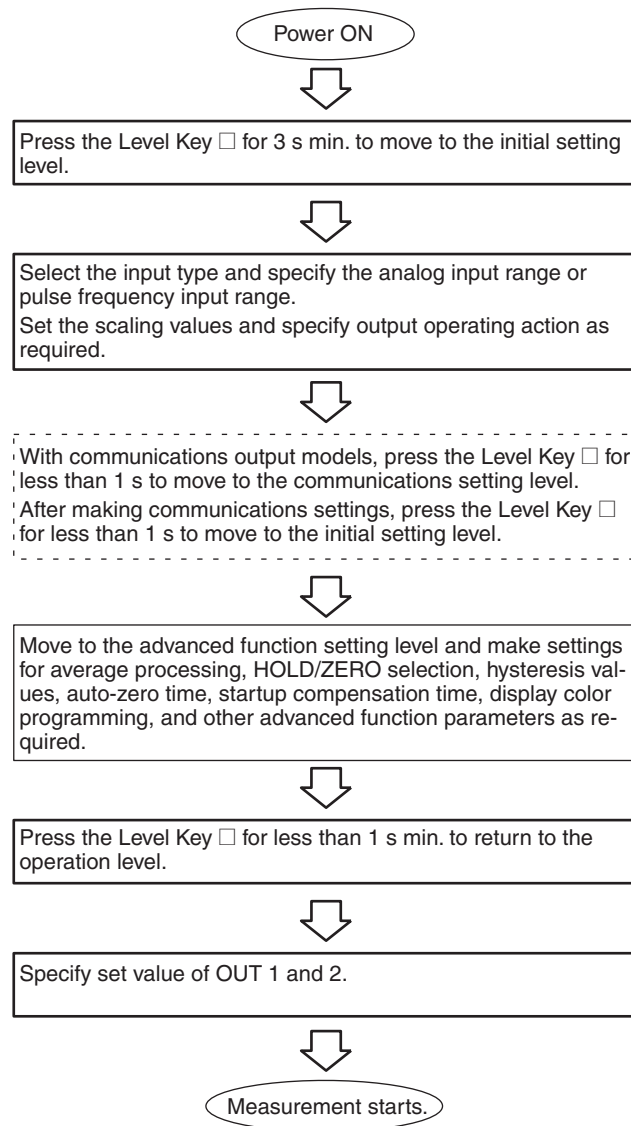 Power ON
Press the Level Key □ for 3 s min. to move to the initial setting
level.
Select the input type and specify the analog input range or
pulse frequency input range.
Set the scaling values and specify output operating action as
required.
With communications output models, press the Level Key □ for
less than 1 s to move to the communications setting level.
After making communications settings, press the Level Key □
for less than 1 s to move to the initial setting level.
Move to the advanced function setting level and make settings
for average processing, HOLD/ZERO selection, hysteresis val-
ues, auto-zero time, startup compensation time, display color
programming, and other advanced function parameters as re-
quired.
Press the Level Key □ for less than 1 s min. to return to the
operation level.
Specify set value of OUT 1 and 2.
Measurement starts.